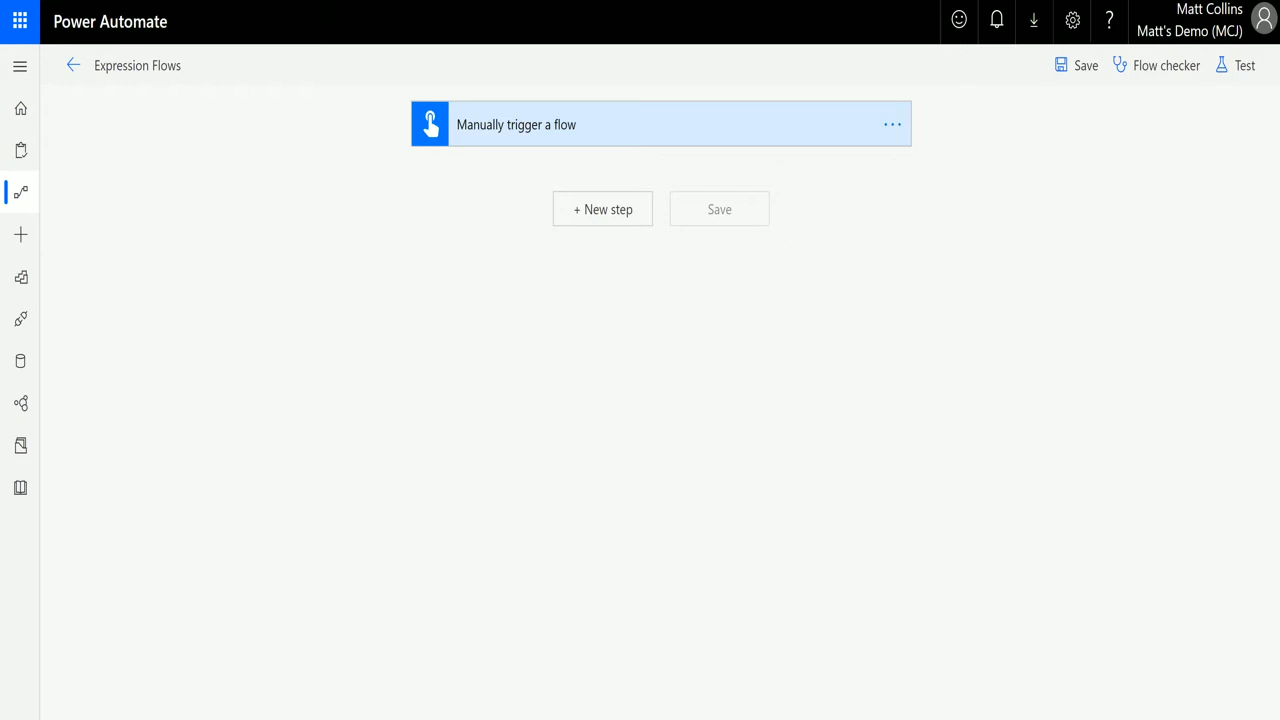 Power Automate
Matt Collins
Matt's Demo (MCJ)
Expression Flows
Save
Flow checker
Test
Manually trigger a flow
+ New step
Save